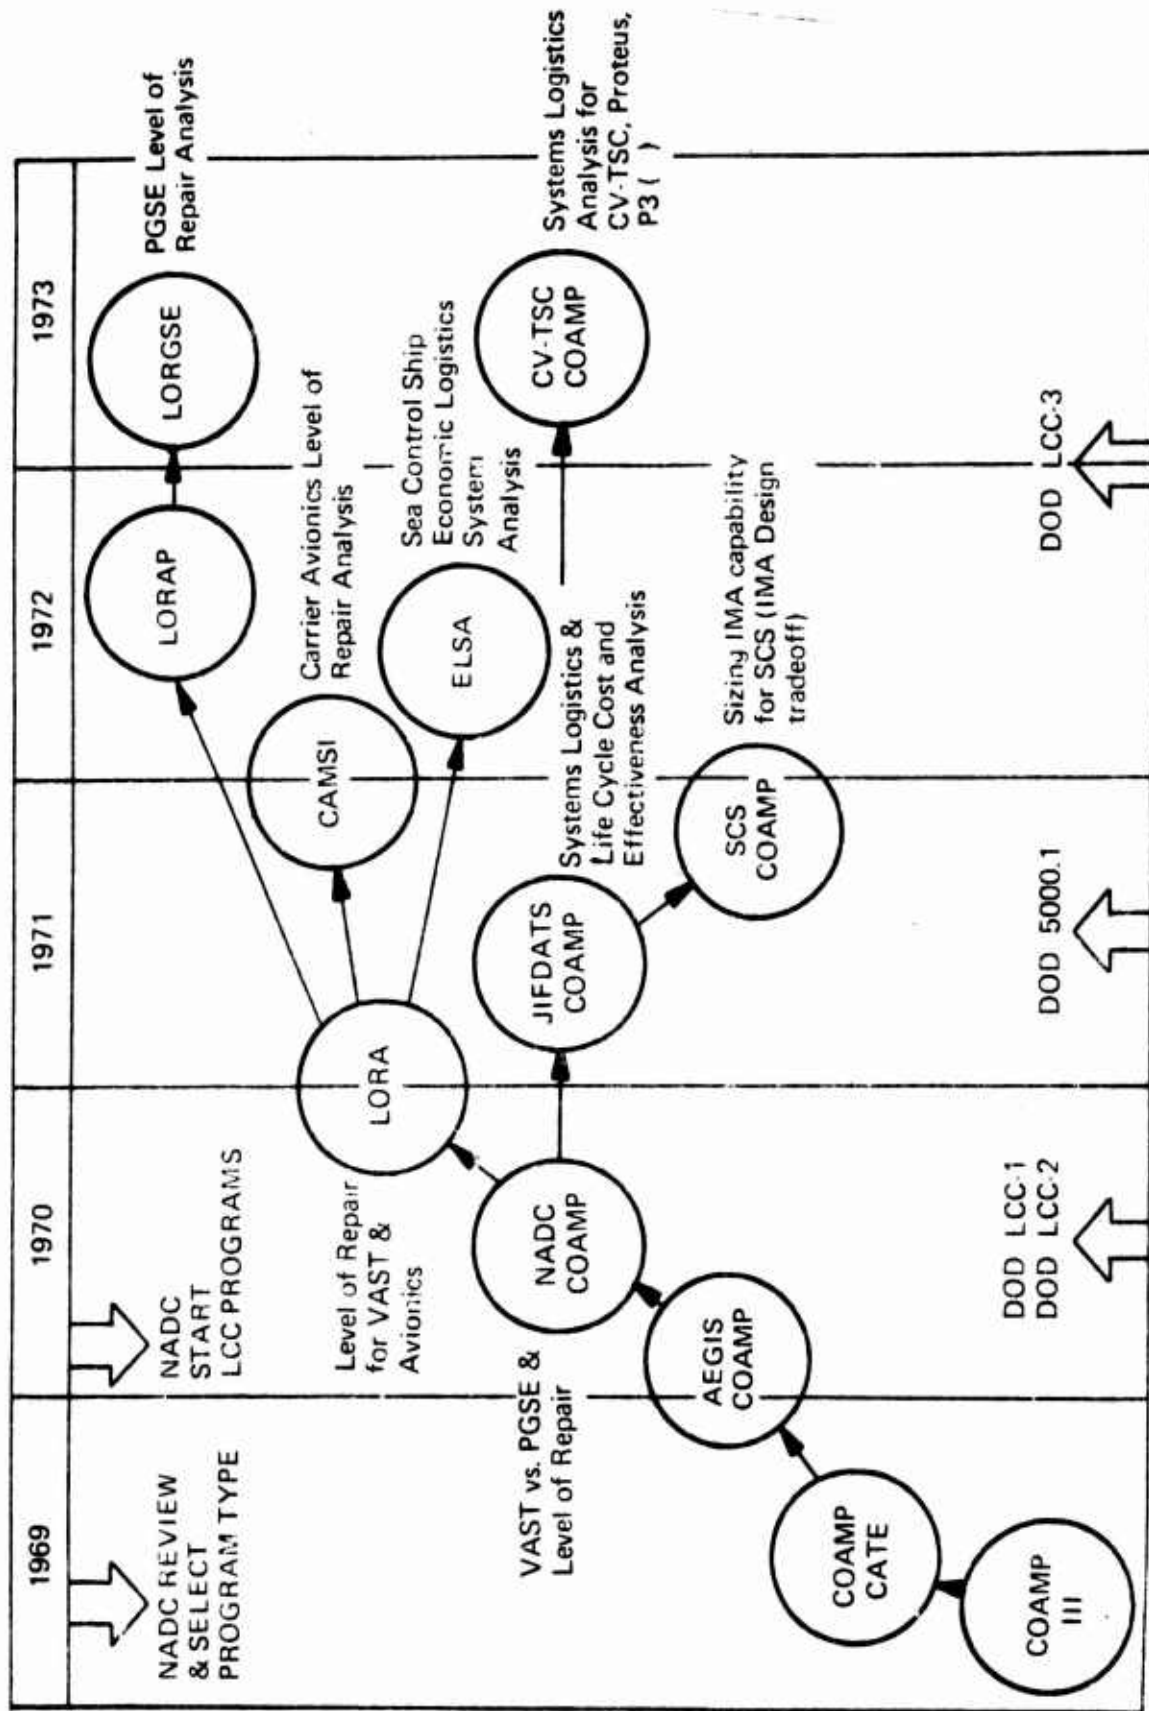 1969
1970
1971
1972
1973
NADC REVIEW
& SELECT
PROGRAM TYPE
NADC
START
LCC PROGRAMS
LORAP
LORGSE
PGSE Level of
Repair Analysis
CAMSI
Carrier Avionics Level of
Repair Analysis
LORA
Level of Repair
for VAST &
Avionics
ELSA
Sea Control Ship
Economic Logistics
System
Analysis
VAST vs. PGSE &
Level of Repair
NADC
COAMP
JIFDATS
COAMP
Systems Logistics &
Life Cycle Cost and
Effectiveness Analysis
CV-TSC
COAMP
Systems Logistics
Analysis for
CV-TSC, Proteus,
P3 ( )
AEGIS
COAMP
SCS
COAMP
Sizing IMA capability
for SCS (IMA Design
tradeoff)
COAMP
CATE
COAMP
III
DOD LCC-1
DOD LCC-2
DOD 5000.1
DOD LCC-3